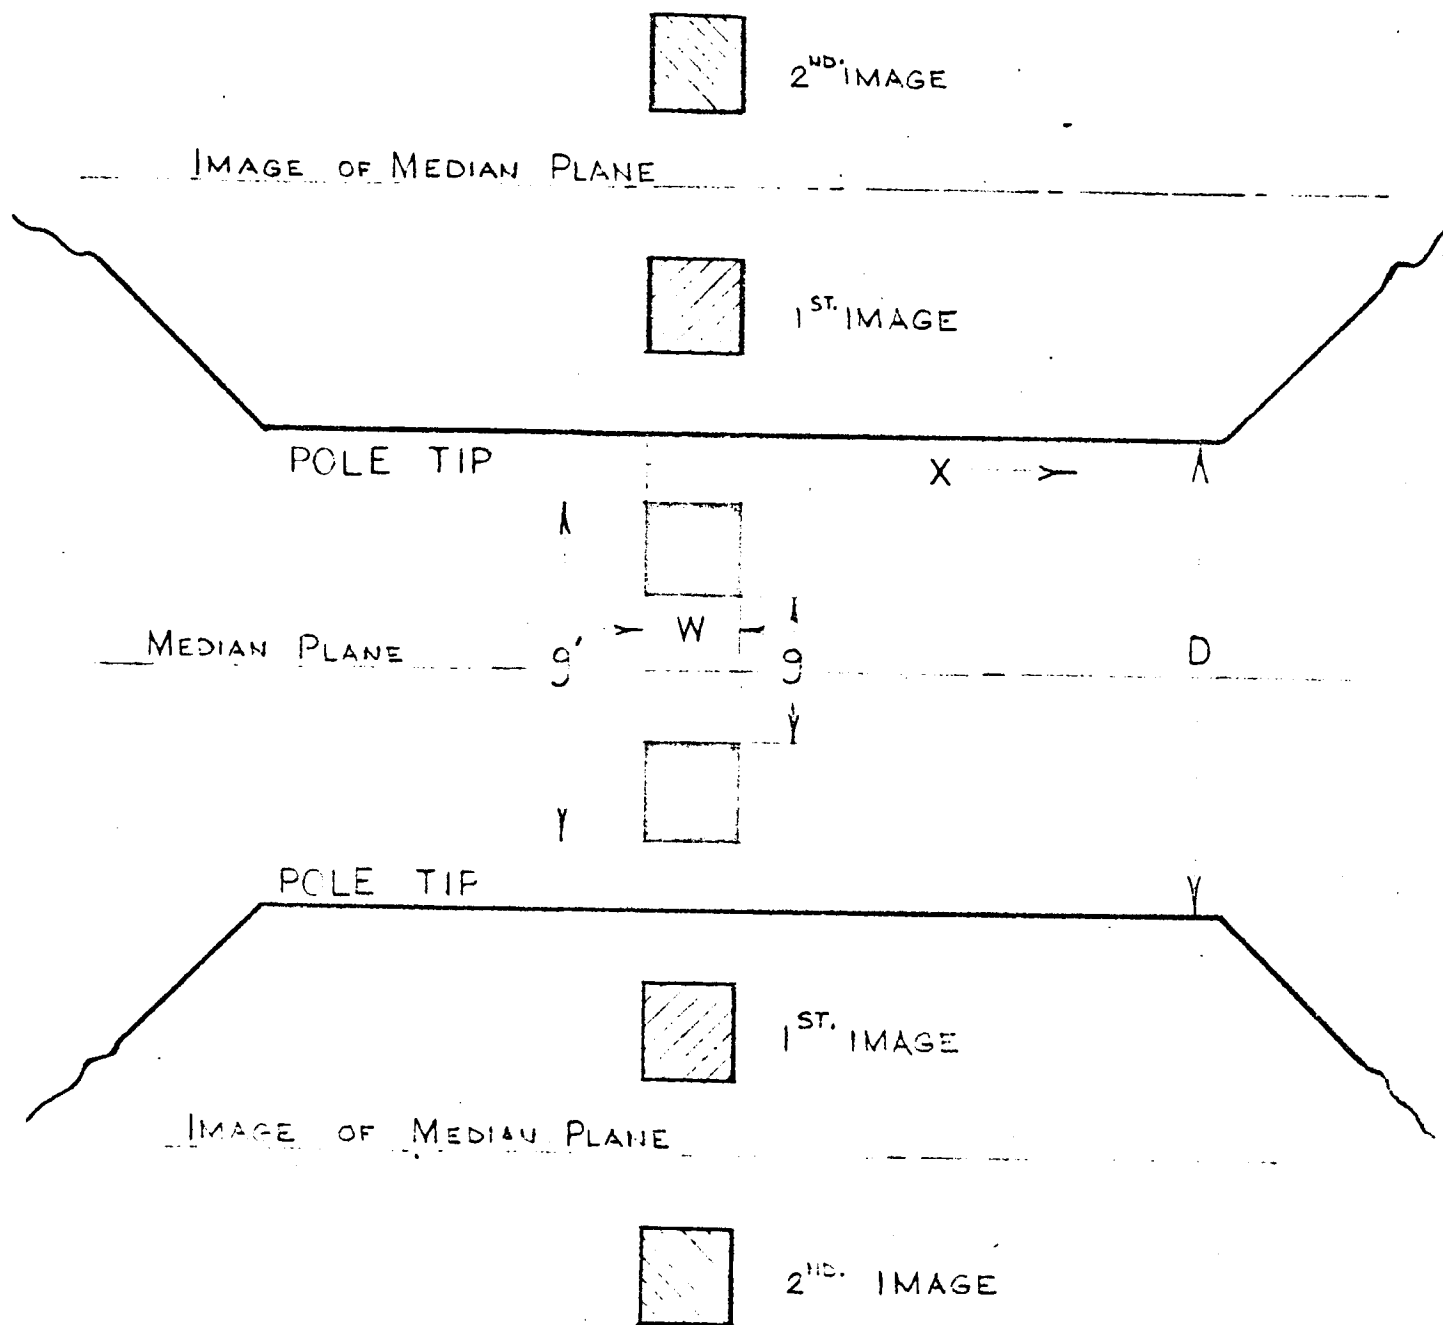 2ND. IMAGE
IMAGE OF MEDIAN PLANE
1ST. IMAGE
POLE TIP
X
W
MEDIAN PLANE
g'
g
D
POLE TIP
1ST. IMAGE
IMAGE OF MEDIAN PLANE
2ND. IMAGE